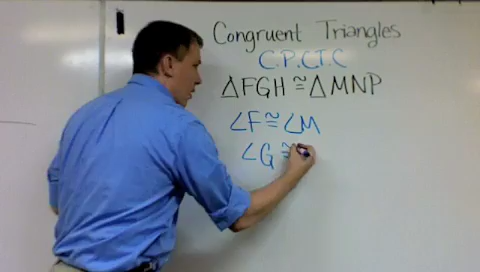 Congruent Triangles
C.P.C.T.C
△FGH ≅ △MNP
∠F ≅ ∠M
∠G ≅